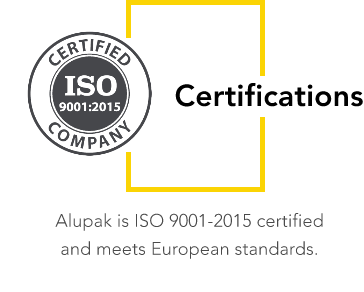 CERTIFIED
ISO
9001:2015
COMPANY
Certifications
Alupak is ISO 9001-2015 certified
and meets European standards.